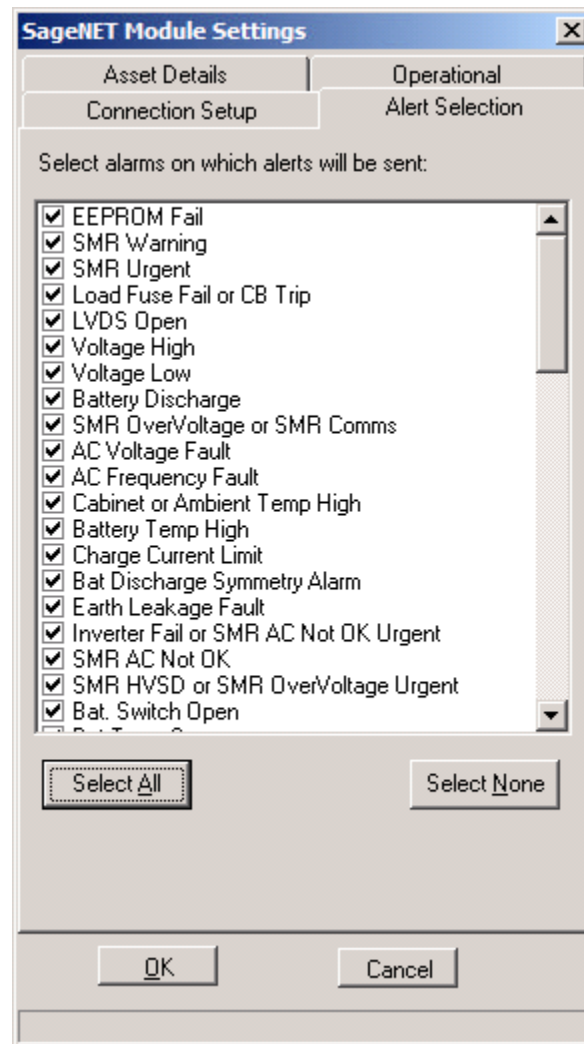 SageNET Module Settings
Asset Details
Operational
Connection Setup
Alert Selection
Select alarms on which alerts will be sent:
EEPROM Fail
SMR Warning
SMR Urgent
Load Fuse Fail or CB Trip
LVDS Open
Voltage High
Voltage Low
Battery Discharge
SMR OverVoltage or SMR Comms
AC Voltage Fault
AC Frequency Fault
Cabinet or Ambient Temp High
Battery Temp High
Charge Current Limit
Bat Discharge Symmetry Alarm
Earth Leakage Fault
Inverter Fail or SMR AC Not OK Urgent
SMR AC Not OK
SMR HVSD or SMR OverVoltage Urgent
Bat. Switch Open
Select All
Select None
OK
Cancel